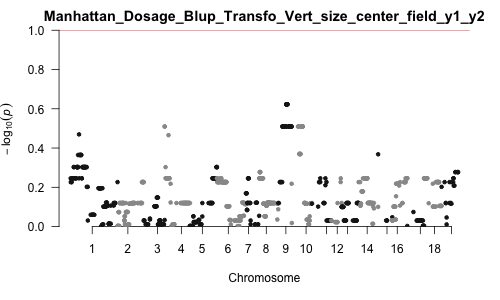 Manhattan_Dosage_Blup_Transfo_Vert_size_center_field_y1_y2
1.0
0.8
0.6
0.4
0.2
0.0
− log10(p)
1 2 3 4 5 6 7 8 9 10 12 14 16 18
Chromosome